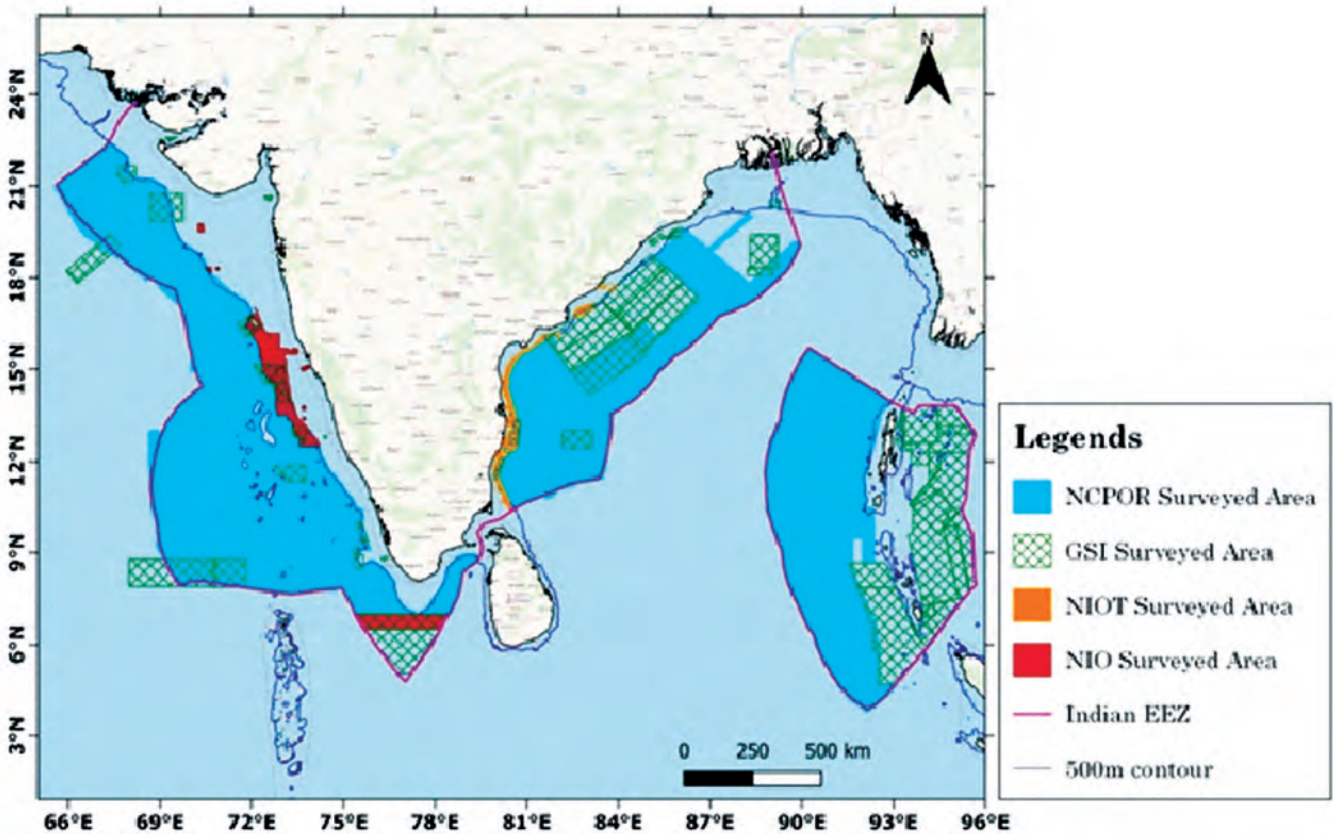 N
24°N
21°N
18°N
15°N
12°N
9°N
6°N
3°N
0 250 500 km
66°E 69°E 72°E 75°E 78°E 81°E 84°E 87°E 90°E 93°E 96°E
Legends
NCPOR Surveyed Area
GSI Surveyed Area
NIOT Surveyed Area
NIO Surveyed Area
Indian EEZ
500m contour